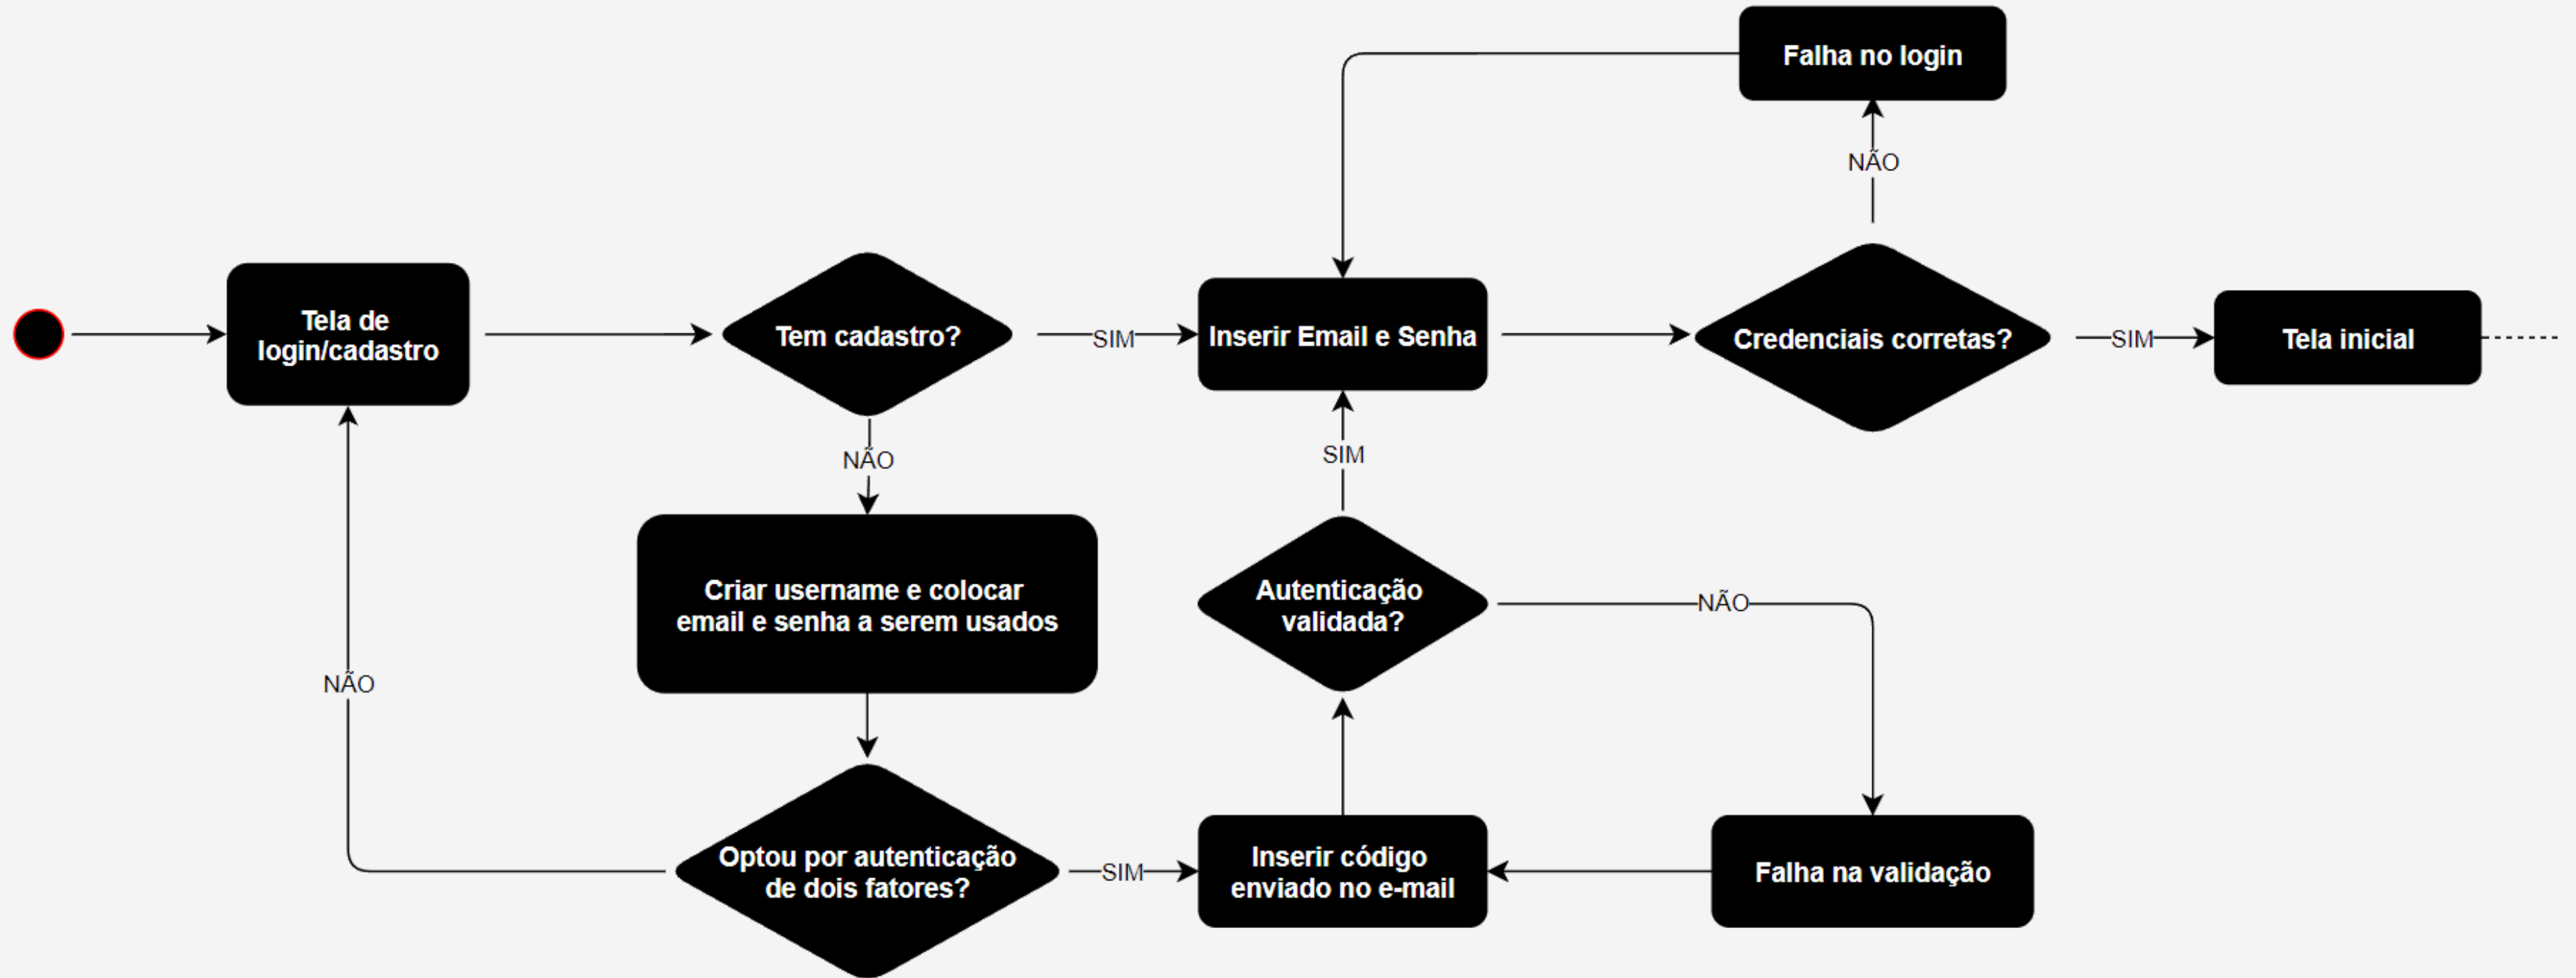 Falha no login
NÃO
Tela de
login/cadastro
Tem cadastro?
SIM
Inserir Email e Senha
Credenciais corretas?
SIM
Tela inicial
NÃO
SIM
Criar username e colocar
email e senha a serem usados
Autenticação
validada?
NÃO
NÃO
Optou por autenticação
de dois fatores?
SIM
Inserir código
enviado no e-mail
Falha na validação